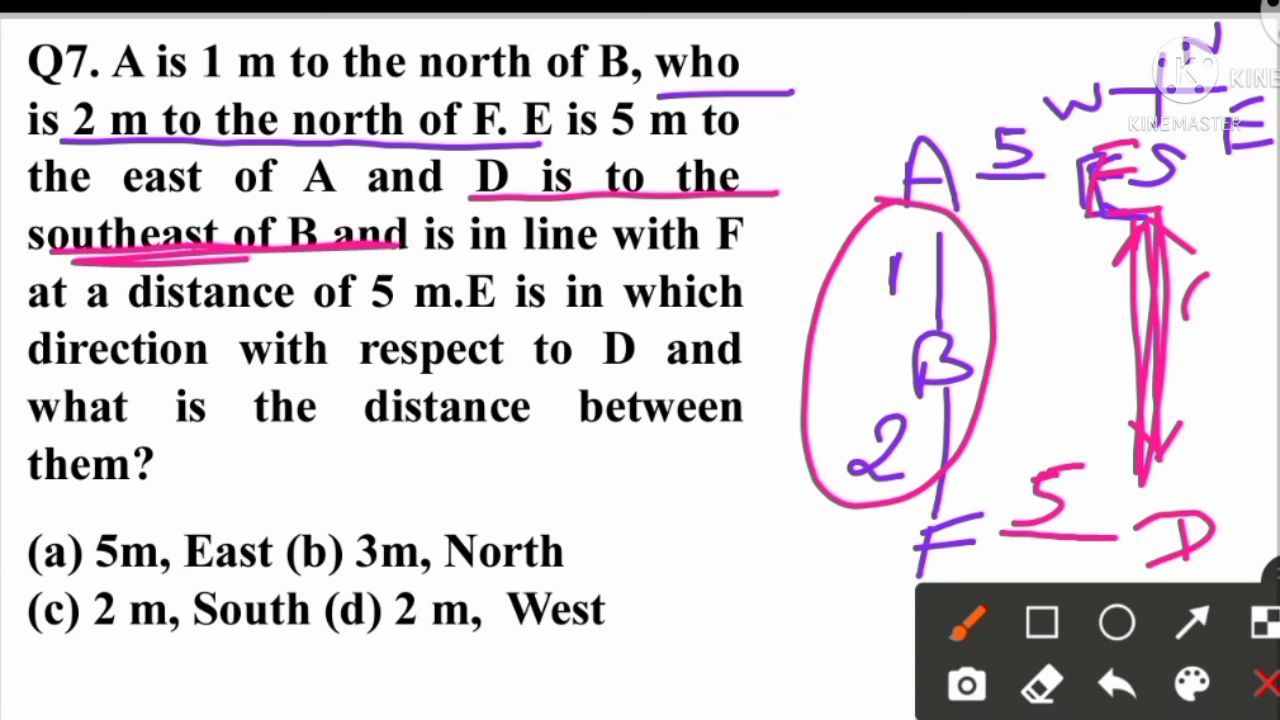 Q7. A is 1 m to the north of B, who
is 2 m to the north of F. E is 5 m to
the east of A and D is to the
southeast of B and is in line with F
at a distance of 5 m.E is in which
direction with respect to D and
what is the distance between
them?
(a) 5m, East (b) 3m, North
(c) 2 m, South (d) 2 m, West
N
K KINE
W E
KINEMASTER
S
A 5 E
1
B
2
F 5 D